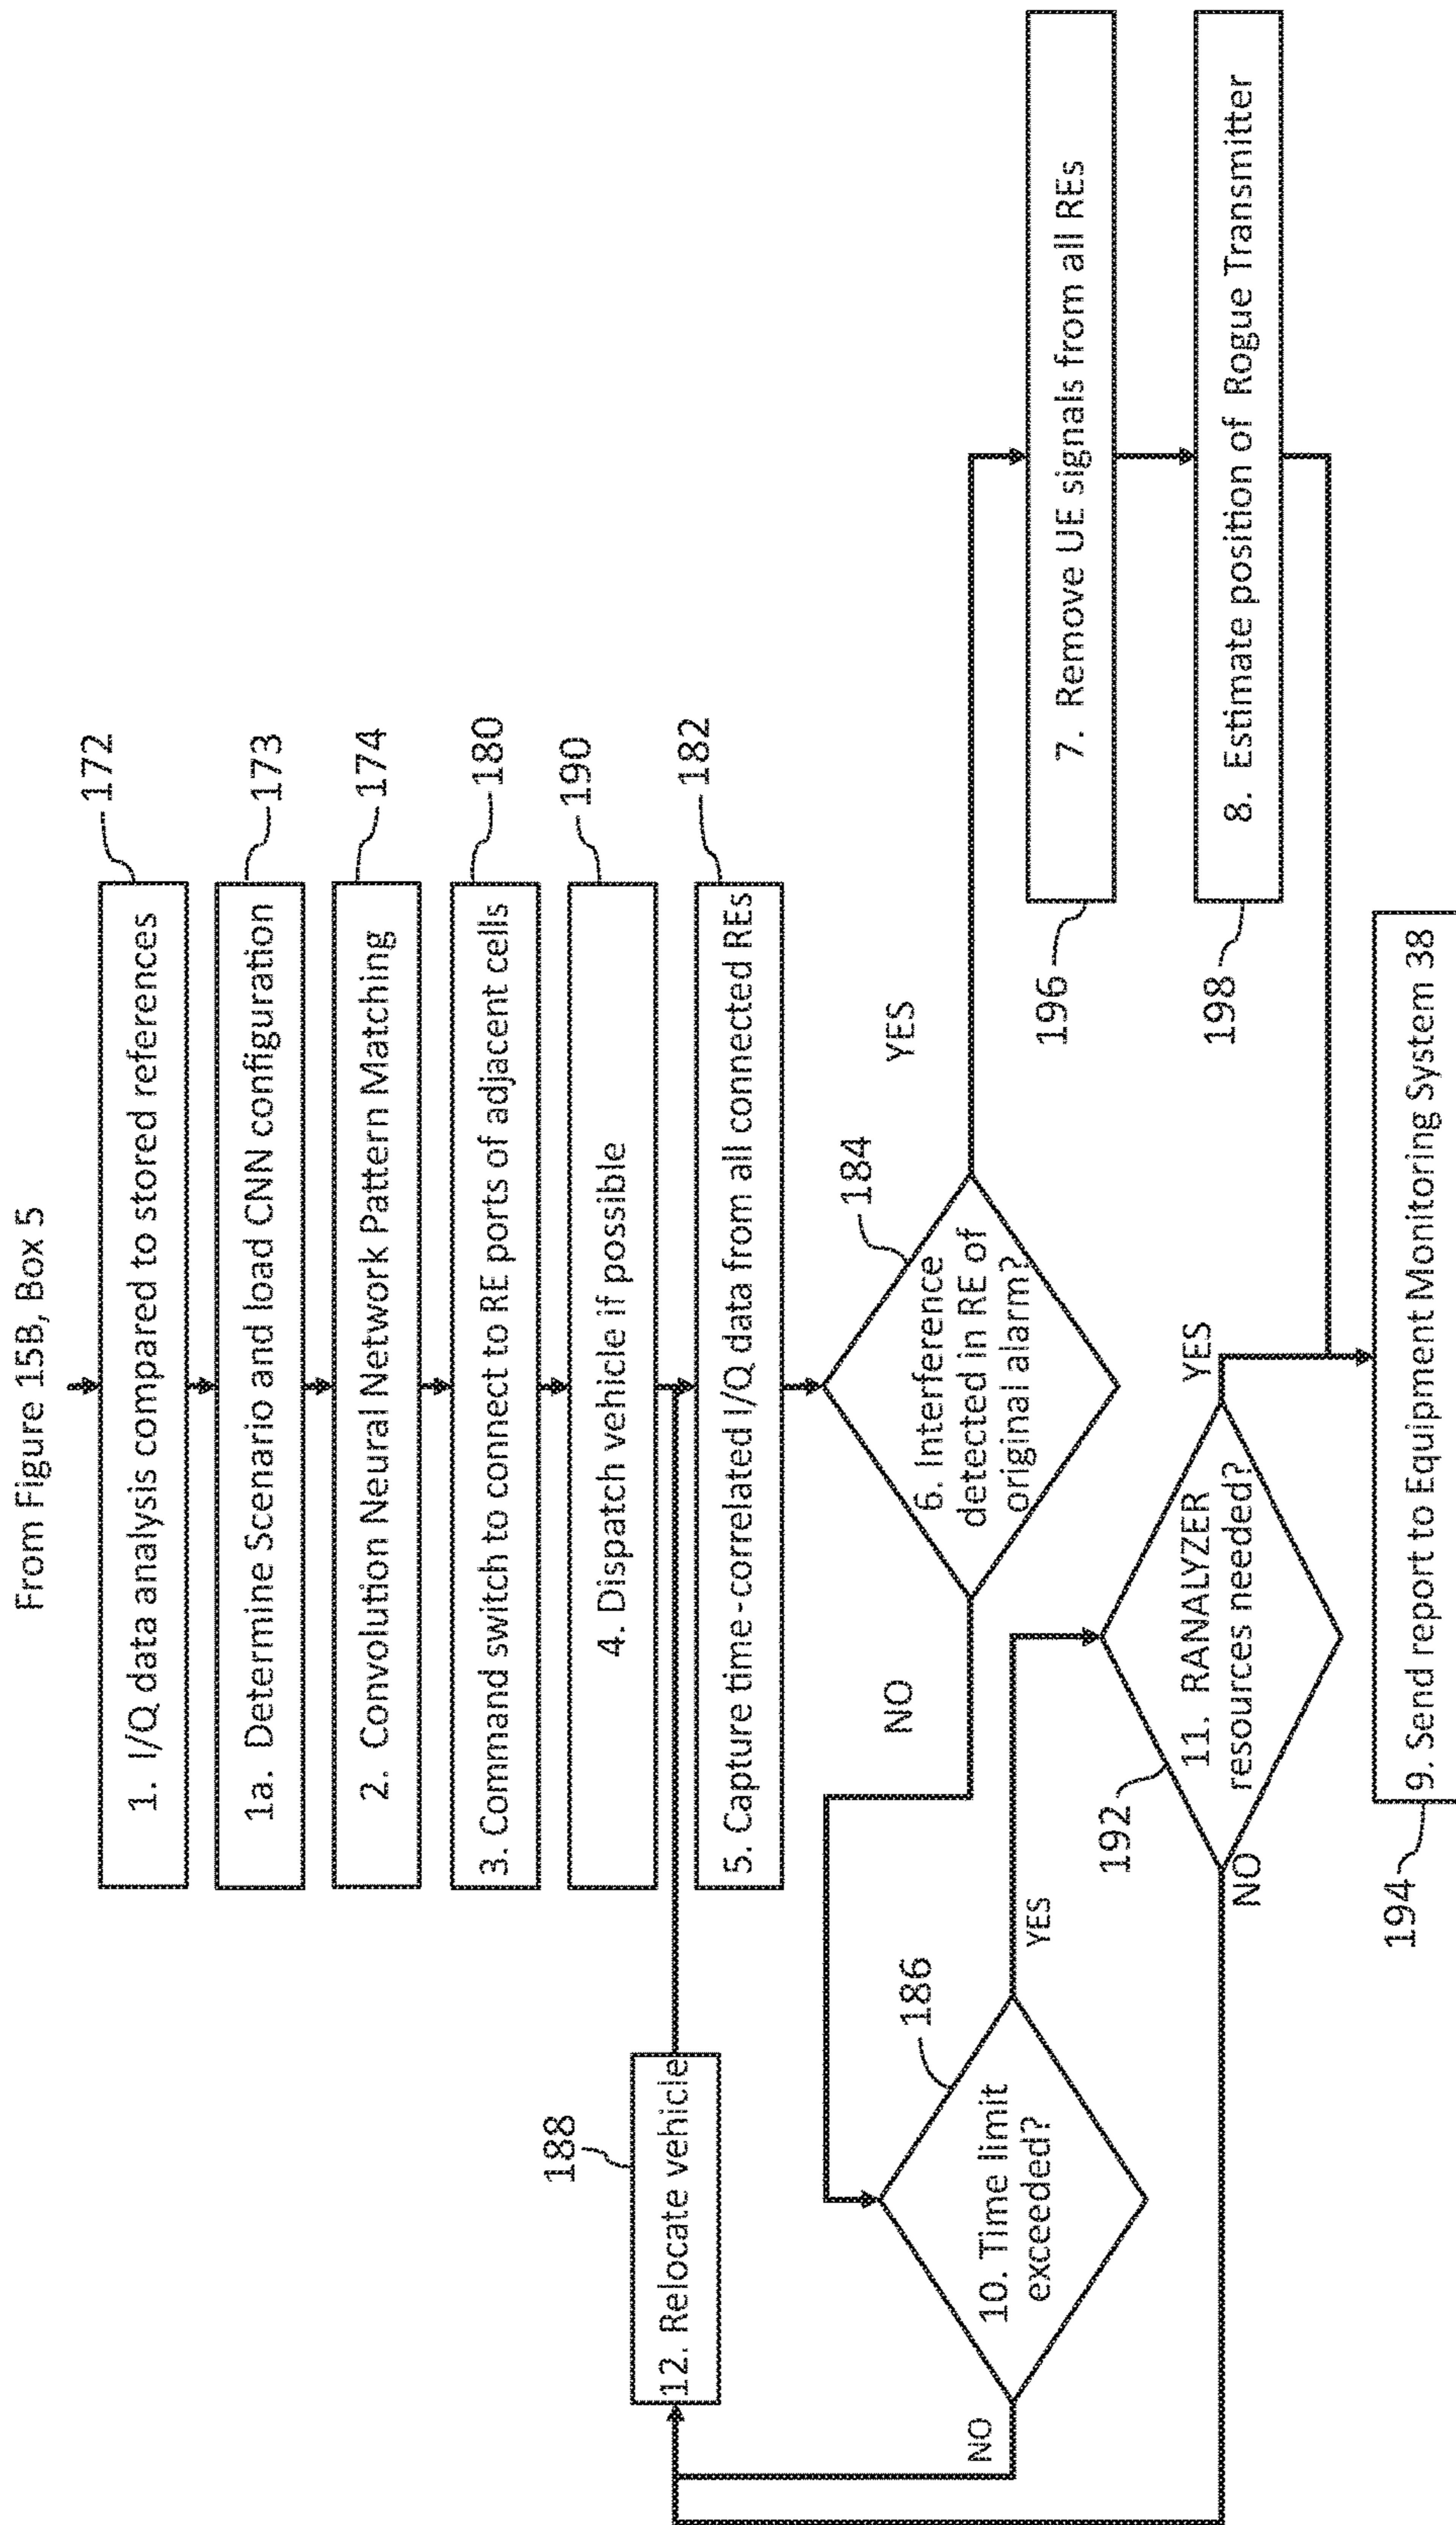 From Figure 15B, Box 5
172
1. I/Q data analysis compared to stored references
173
1a. Determine Scenario and load CNN configuration
174
2. Convolution Neural Network Pattern Matching
180
3. Command switch to connect to RE ports of adjacent cells
190
4. Dispatch vehicle if possible
188
12. Relocate vehicle
182
5. Capture time-correlated I/Q data from all connected REs
184
6. Interference
detected in RE of
original alarm?
NO
YES
186
10. Time limit
exceeded?
NO
YES
196
7. Remove UE signals from all REs
192
11. RANALYZER
resources needed?
NO
YES
198
8. Estimate position of Rogue Transmitter
194
9. Send report to Equipment Monitoring System 38